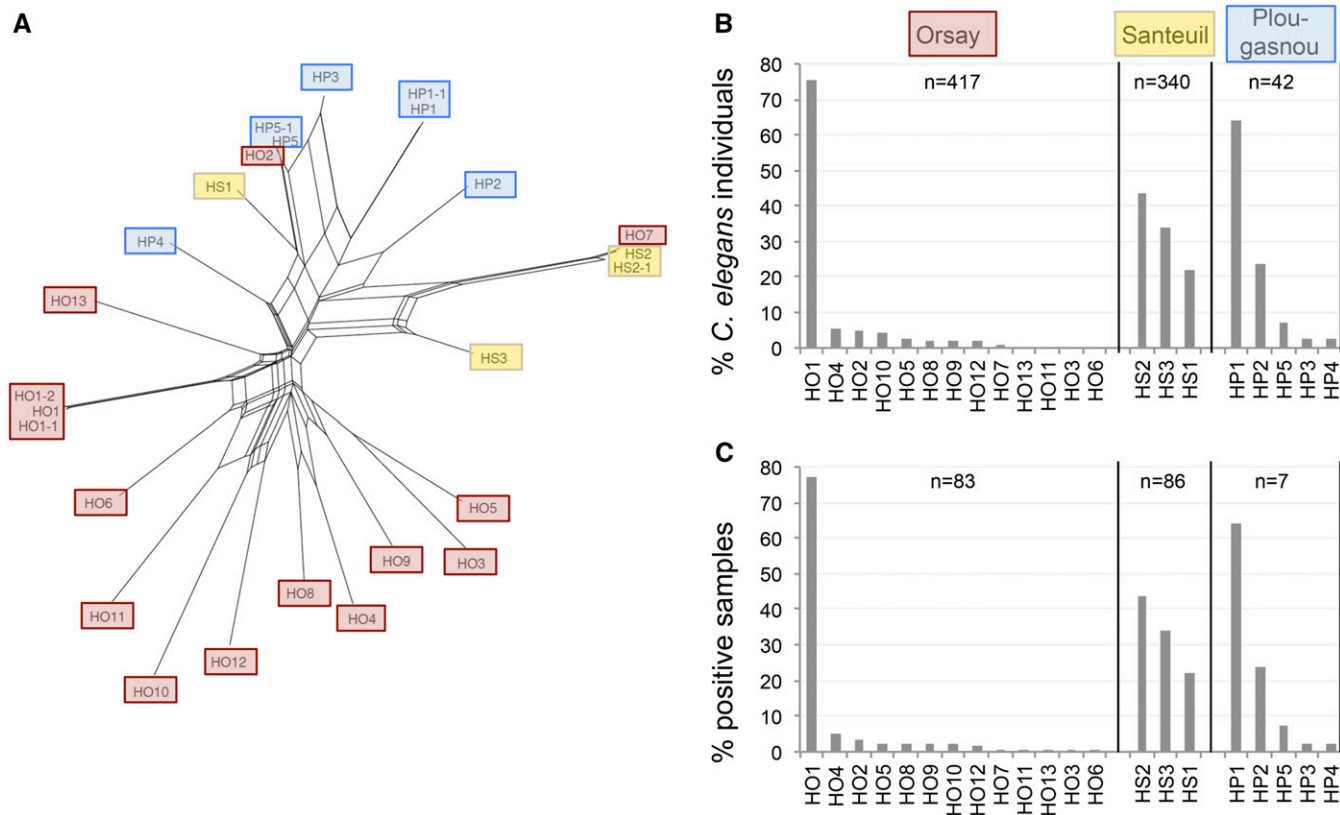 A
HP3
HP1-1
HP1
HP5-1
HP5
HO2
HS1
HP2
HP4
HO7
HS2
HS2-1
HO13
HS3
HO1-2
HO1
HO1-1
HO6
HO5
HO3
HO9
HO8
HO4
HO11
HO12
HO10
B
Orsay
Santeuil
Plou-
gasnou
% C. elegans individuals
80
70
60
50
40
30
20
10
0
n=417
n=340
n=42
HO1 HO4 HO2 HO10 HO5 HO8 HO9 HO12 HO7 HO13 HO11 HO3 HO6 HS2 HS3 HS1 HP1 HP2 HP5 HP3 HP4
C
% positive samples
80
70
60
50
40
30
20
10
0
n=83
n=86
n=7
HO1 HO4 HO2 HO5 HO8 HO9 HO10 HO12 HO7 HO11 HO13 HO3 HO6 HS2 HS3 HS1 HP1 HP2 HP5 HP3 HP4